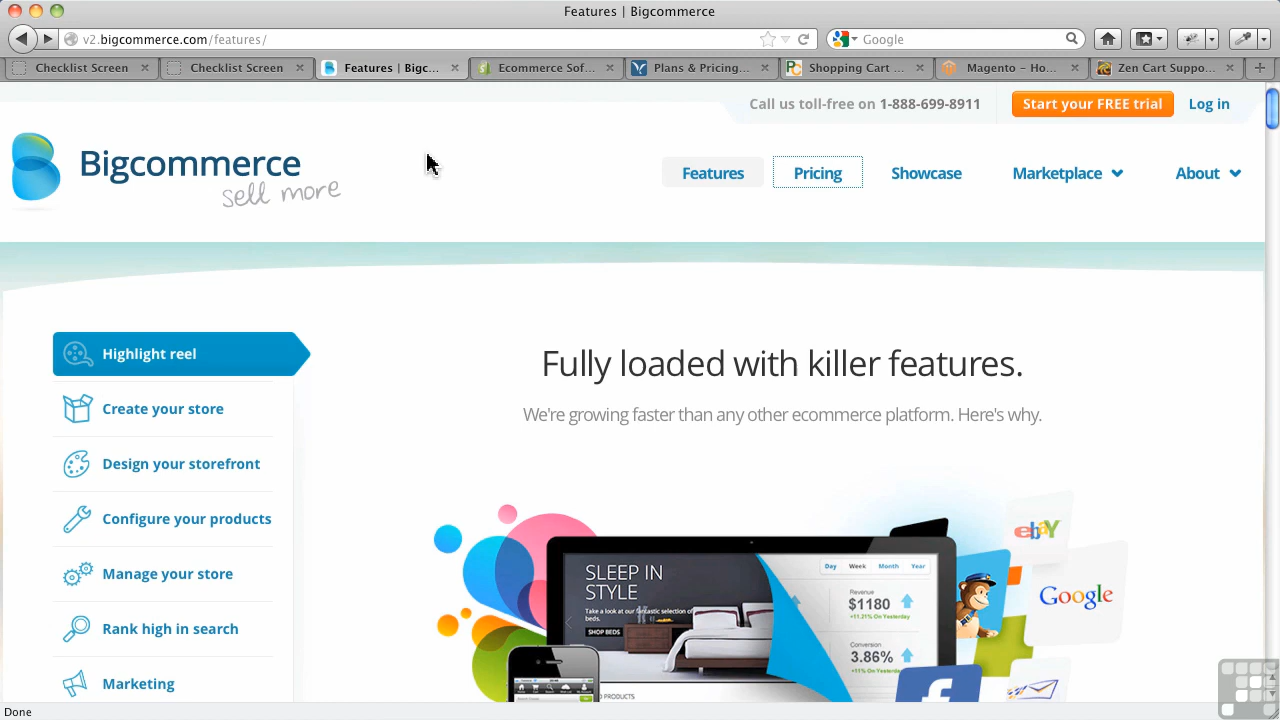 Features | Bigcommerce
v2.bigcommerce.com/features/
Google
Checklist Screen
Checklist Screen
Features | Bigc...
Ecommerce Sof...
Plans & Pricing...
Shopping Cart ...
Magento – Ho...
Zen Cart Suppo...
Call us toll-free on 1-888-699-8911
Start your FREE trial
Log in
Bigcommerce
sell more
Features
Pricing
Showcase
Marketplace
About
Highlight reel
Create your store
Design your storefront
Configure your products
Manage your store
Rank high in search
Marketing
Fully loaded with killer features.
We're growing faster than any other ecommerce platform. Here's why.
SLEEP IN
STYLE
Take a look at our fantastic selection of
beds.
SHOP BEDS
Day Week Month Year
Revenue
$1180
+11.21% On Yesterday
Conversion
3.86%
+11% On Yesterday
PRODUCTS
ebay
Google
f
Done